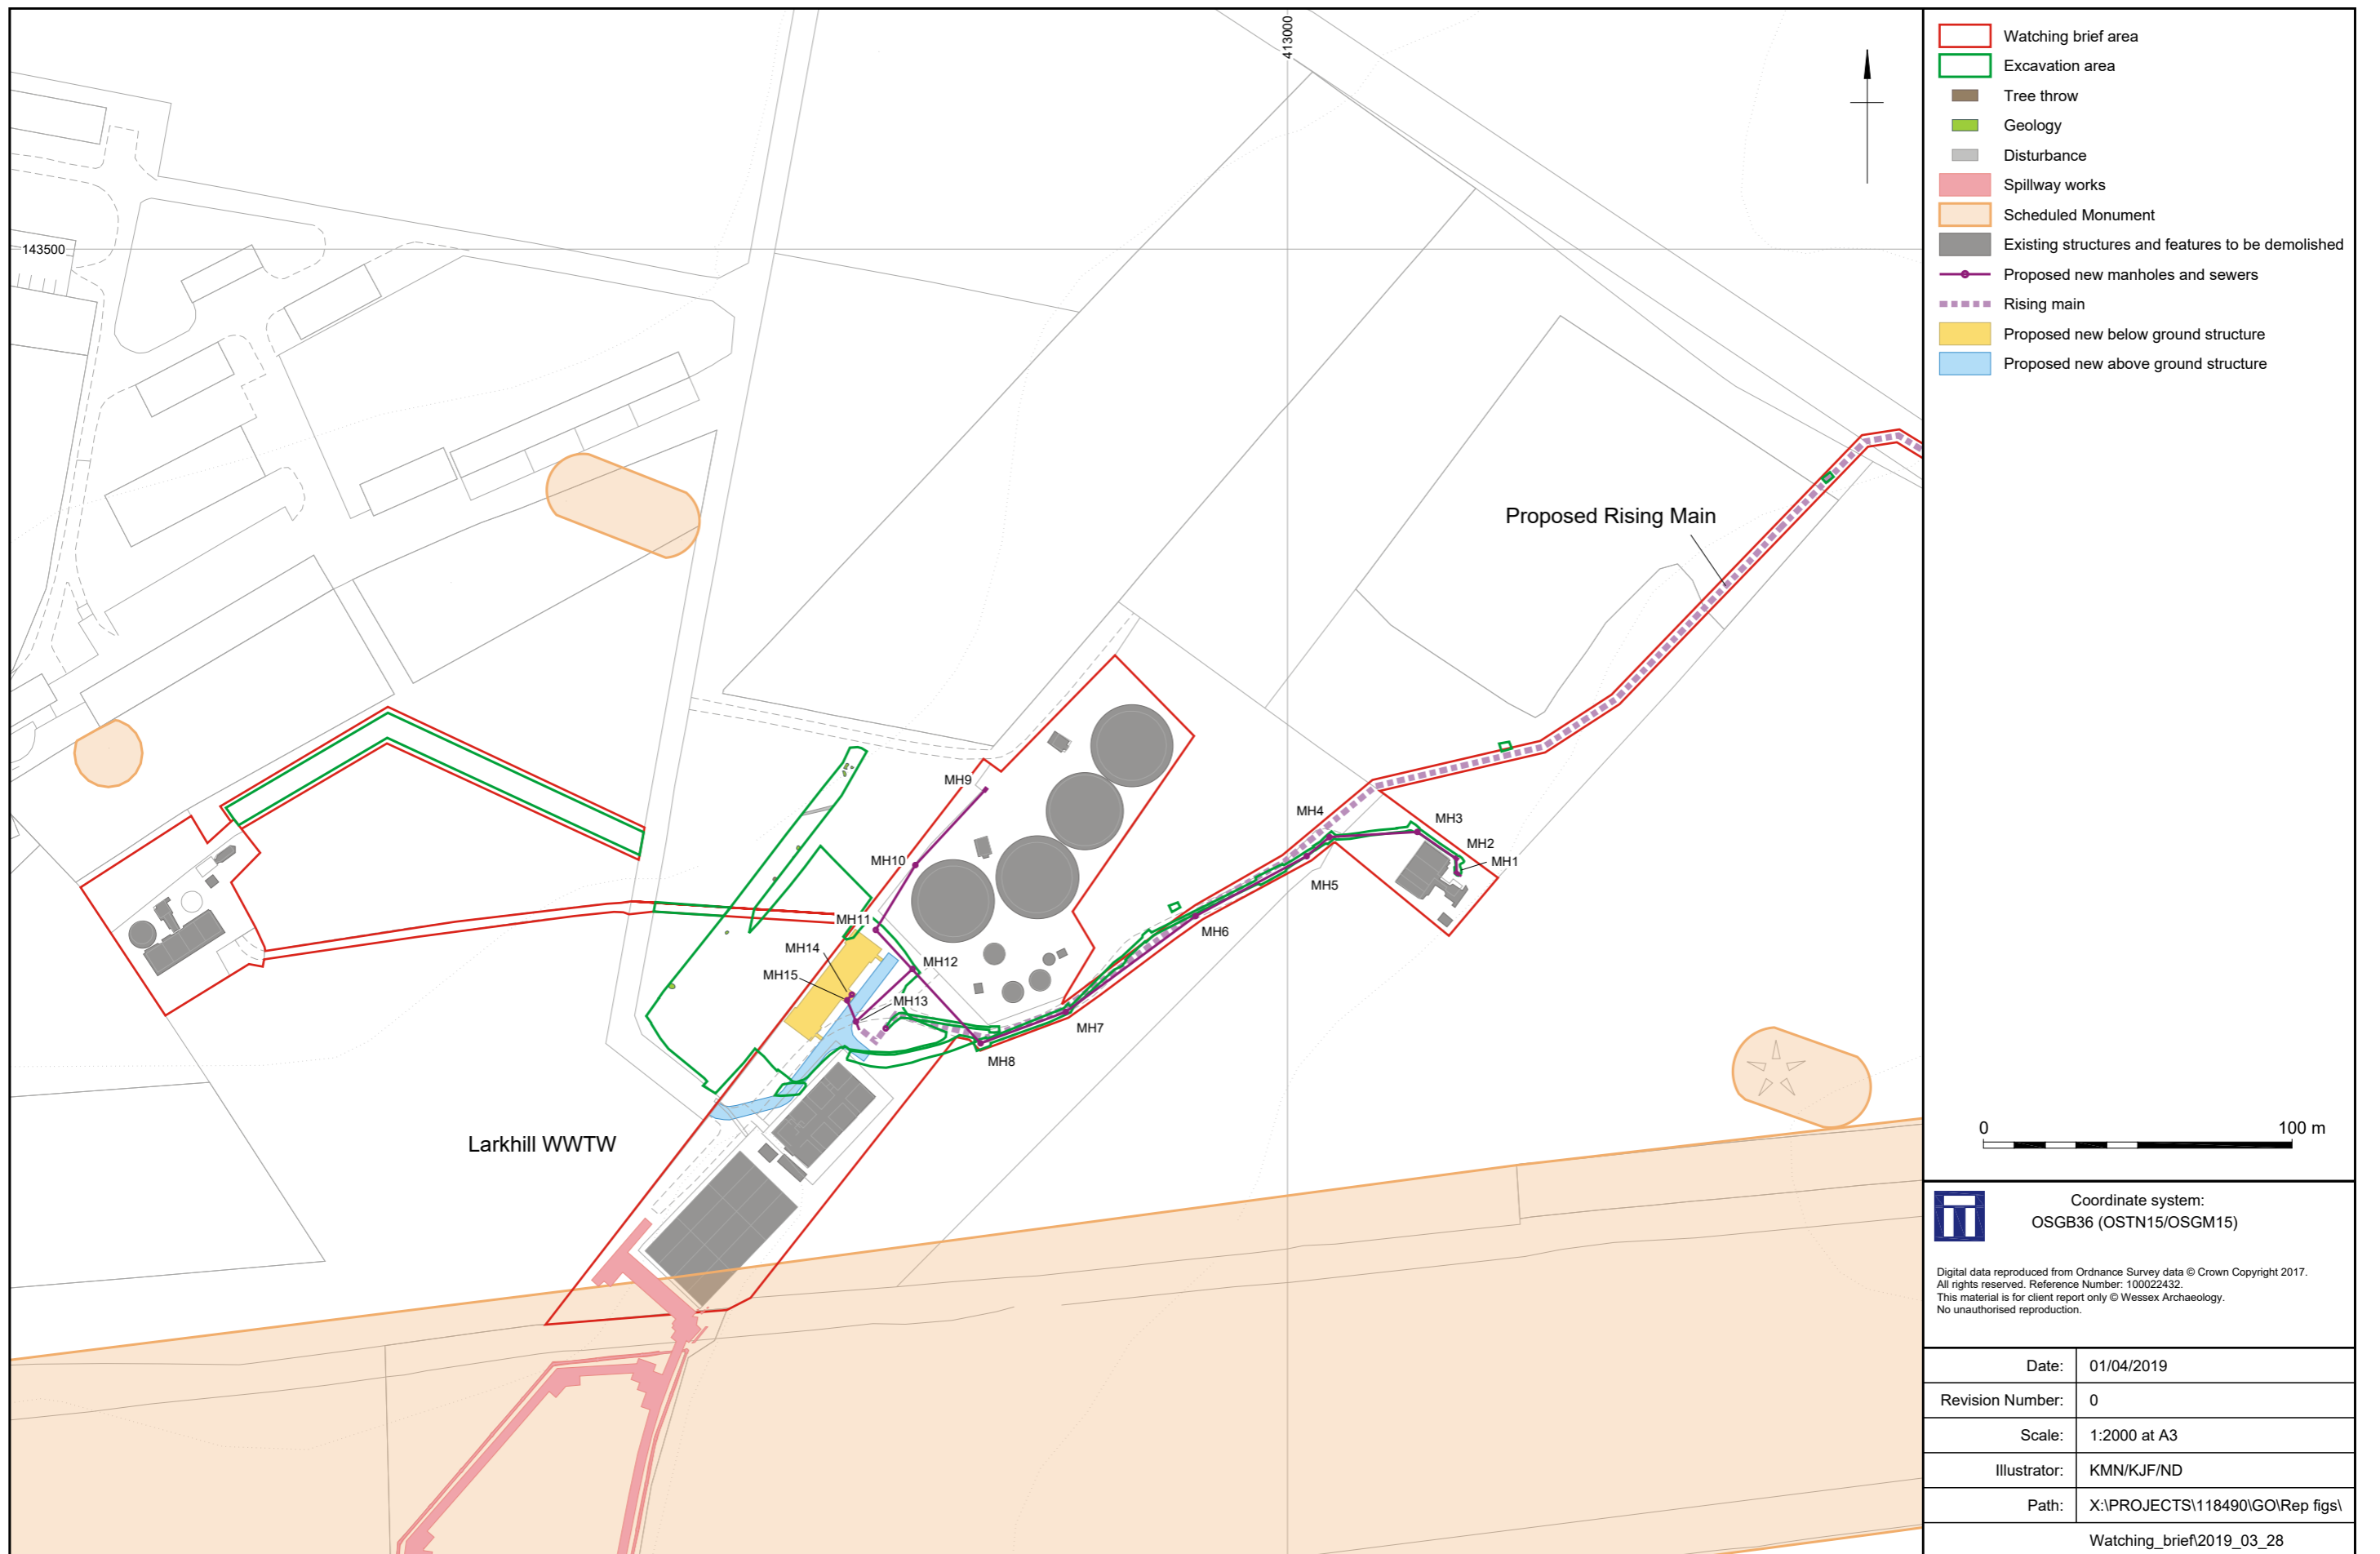 413000
143500
Proposed Rising Main
MH9
MH4
MH3
MH2
MH1
MH10
MH5
MH11
MH6
MH14
MH12
MH15
MH13
MH7
MH8
Larkhill WWTW
Watching brief area
Excavation area
Tree throw
Geology
Disturbance
Spillway works
Scheduled Monument
Existing structures and features to be demolished
Proposed new manholes and sewers
Rising main
Proposed new below ground structure
Proposed new above ground structure
0 100 m
Coordinate system:
OSGB36 (OSTN15/OSGM15)
Digital data reproduced from Ordnance Survey data © Crown Copyright 2017.
All rights reserved. Reference Number: 100022432.
This material is for client report only © Wessex Archaeology.
No unauthorised reproduction.
Date: 01/04/2019
Revision Number: 0
Scale: 1:2000 at A3
Illustrator: KMN/KJF/ND
Path: X:\PROJECTS\118490\GO\Rep figs\
Watching_brief\2019_03_28